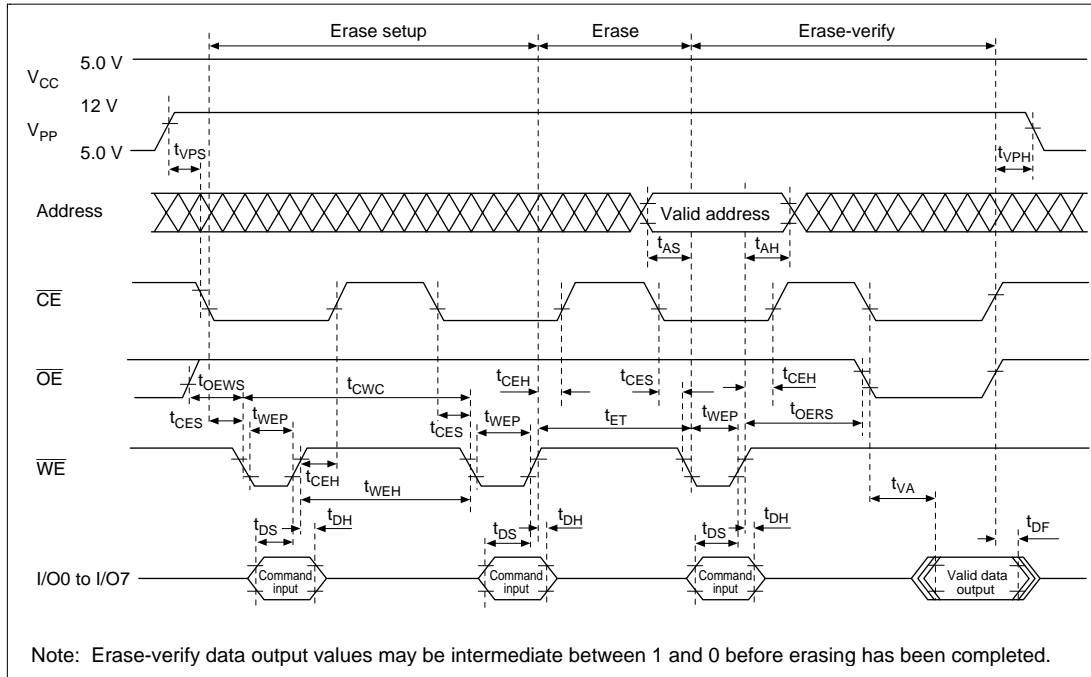 Erase setup Erase Erase-verify
5.0 V
VCC
12 V
VPP
5.0 V
tVPS tVPH
Address Valid address
tAS tAH
CE
OE
tOEWS tCWC tCEH tCES tCEH
tCES tWEP tCES tWEP tET tWEP tOERS
WE
tCEH tWEH tVA
tDS tDH tDS tDH tDS tDH tDF
I/O0 to I/O7 Command input Command input Command input Valid data output
Note: Erase-verify data output values may be intermediate between 1 and 0 before erasing has been completed.